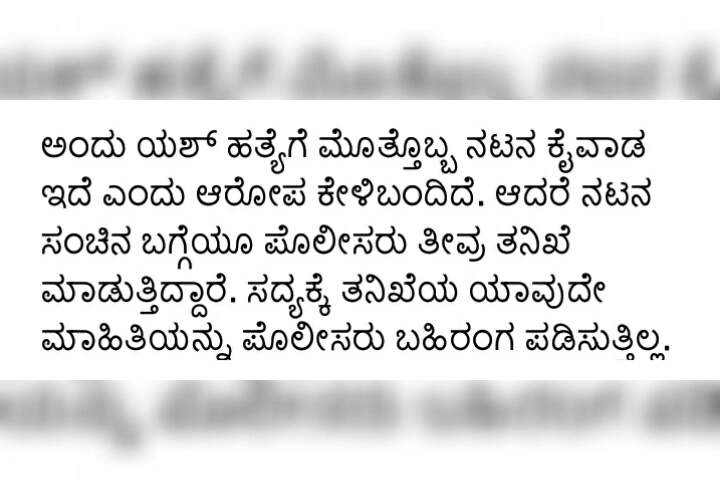 ಅಂದು ಯಶ್ ಹತ್ಯೆಗೆ ಮೊತ್ತೊಬ್ಬ ನಟನ ಕೈವಾಡ
ಇದೆ ಎಂದು ಆರೋಪ ಕೇಳಿಬಂದಿದೆ. ಆದರೆ ನಟನ
ಸಂಚಿನ ಬಗ್ಗೆಯೂ ಪೊಲೀಸರು ತೀವ್ರ ತನಿಖೆ
ಮಾಡುತ್ತಿದ್ದಾರೆ. ಸದ್ಯಕ್ಕೆ ತನಿಖೆಯ ಯಾವುದೇ
ಮಾಹಿತಿಯನ್ನು ಪೊಲೀಸರು ಬಹಿರಂಗ ಪಡಿಸುತ್ತಿಲ್ಲ.